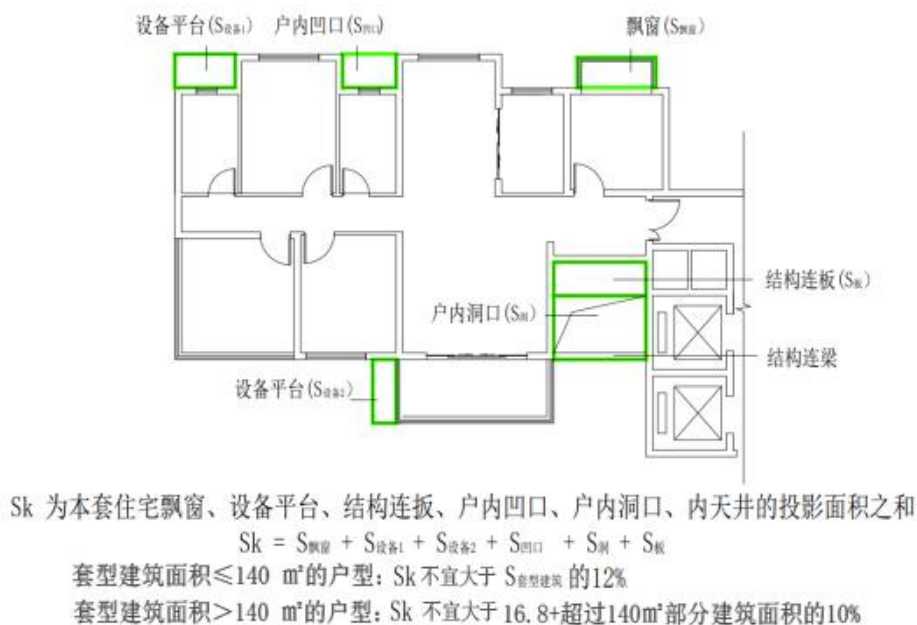 设备平台(S设备1) 户内凹口(S凹口) 飘窗(S飘窗)
结构连板(S板)
户内洞口(S洞)
结构连梁
设备平台(S设备2)
Sk 为本套住宅飘窗、设备平台、结构连扳、户内凹口、户内洞口、内天井的投影面积之和
Sk = S飘窗 + S设备1 + S设备2 + S凹口 + S洞 + S板
套型建筑面积≤140 ㎡的户型: Sk 不宜大于 S套型建筑 的12%
套型建筑面积>140 ㎡的户型: Sk 不宜大于 16.8+超过140㎡部分建筑面积的10%